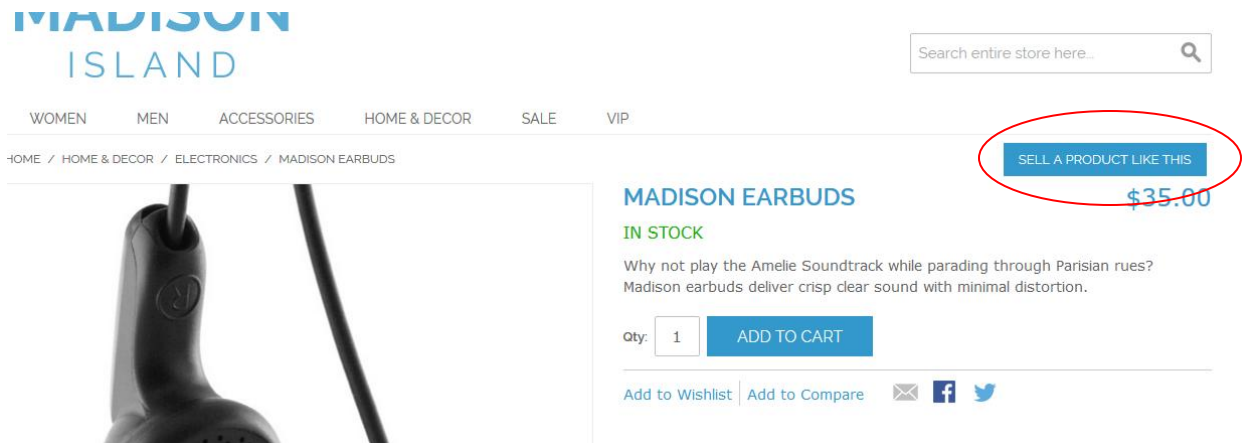 MADISON
ISLAND
Search entire store here...
WOMEN MEN ACCESSORIES HOME & DECOR SALE VIP
HOME / HOME & DECOR / ELECTRONICS / MADISON EARBUDS
SELL A PRODUCT LIKE THIS
MADISON EARBUDS $35.00
IN STOCK
Why not play the Amelie Soundtrack while parading through Parisian rues?
Madison earbuds deliver crisp clear sound with minimal distortion.
Qty: 1 ADD TO CART
Add to Wishlist Add to Compare f
R